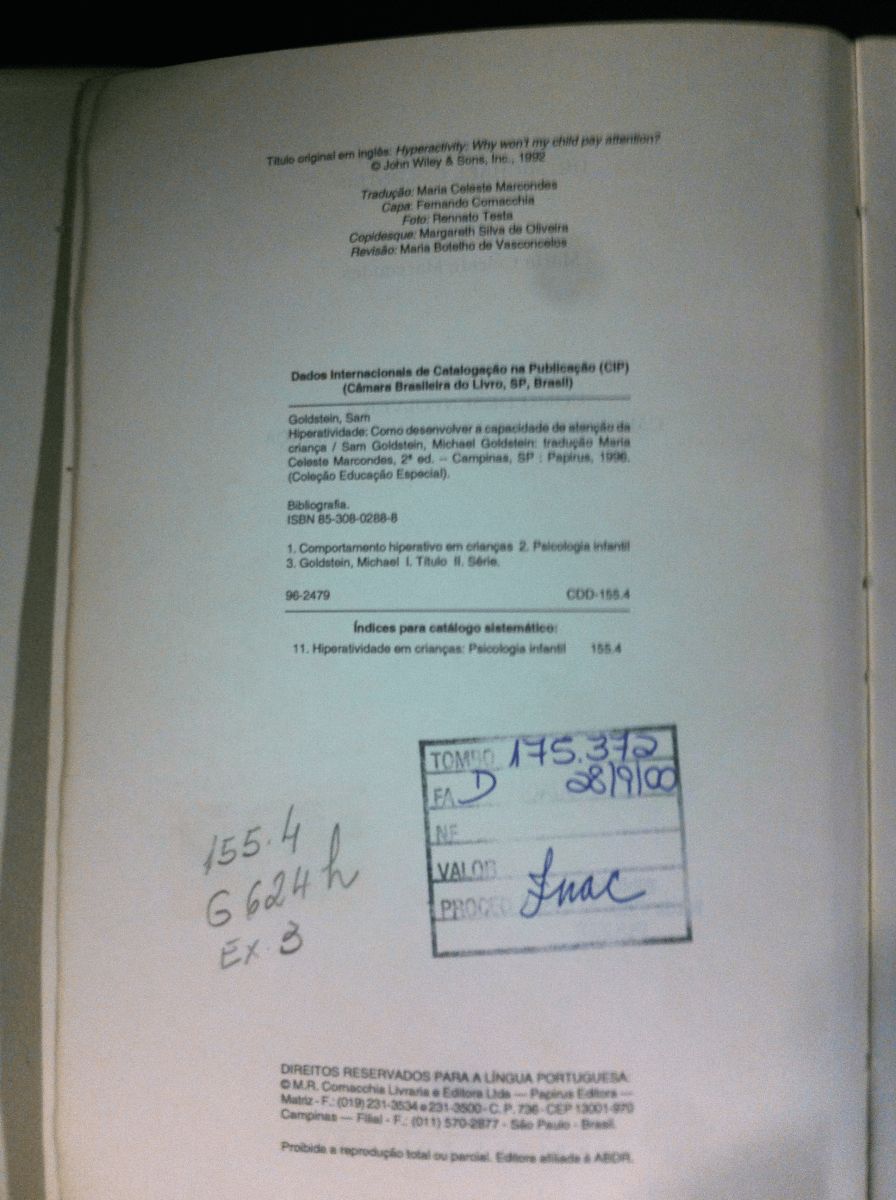 Título original em inglês: Hyperactivity: Why won't my child pay attention?
© John Wiley & Sons, Inc., 1992
Tradução: Maria Celeste Marcondes
Capa: Fernando Cornacchia
Foto: Rennato Testa
Copidesque: Margareth Silva de Oliveira
Revisão: Maria Botelho de Vasconcelos
Dados Internacionais de Catalogação na Publicação (CIP)
(Câmara Brasileira do Livro, SP, Brasil)
Goldstein, Sam
Hiperatividade: Como desenvolver a capacidade de atenção da
criança / Sam Goldstein, Michael Goldstein: tradução Maria
Celeste Marcondes, 2ª ed. – Campinas, SP : Papirus, 1996.
(Coleção Educação Especial).
Bibliografia.
ISBN 85-308-0288-8
1. Comportamento hiperativo em crianças 2. Psicologia infantil
3. Goldstein, Michael I. Título II. Série.
96-2479 CDD-155.4
Índices para catálogo sistemático:
11. Hiperatividade em crianças: Psicologia infantil 155.4
TOMBO 175.372
FA D 28/9/00
NF
VALOR
PROCED
155.4
G 624 h
Ex. 3
DIREITOS RESERVADOS PARA A LÍNGUA PORTUGUESA:
© M.R. Cornacchia Livraria e Editora Ltda — Papirus Editora —
Matriz - F.: (019) 231-3534 e 231-3500 - C. P. 736 - CEP 13001-970
Campinas — Filial - F.: (011) 570-2877 - São Paulo - Brasil.
Proibida a reprodução total ou parcial. Editora afiliada à ABDR.